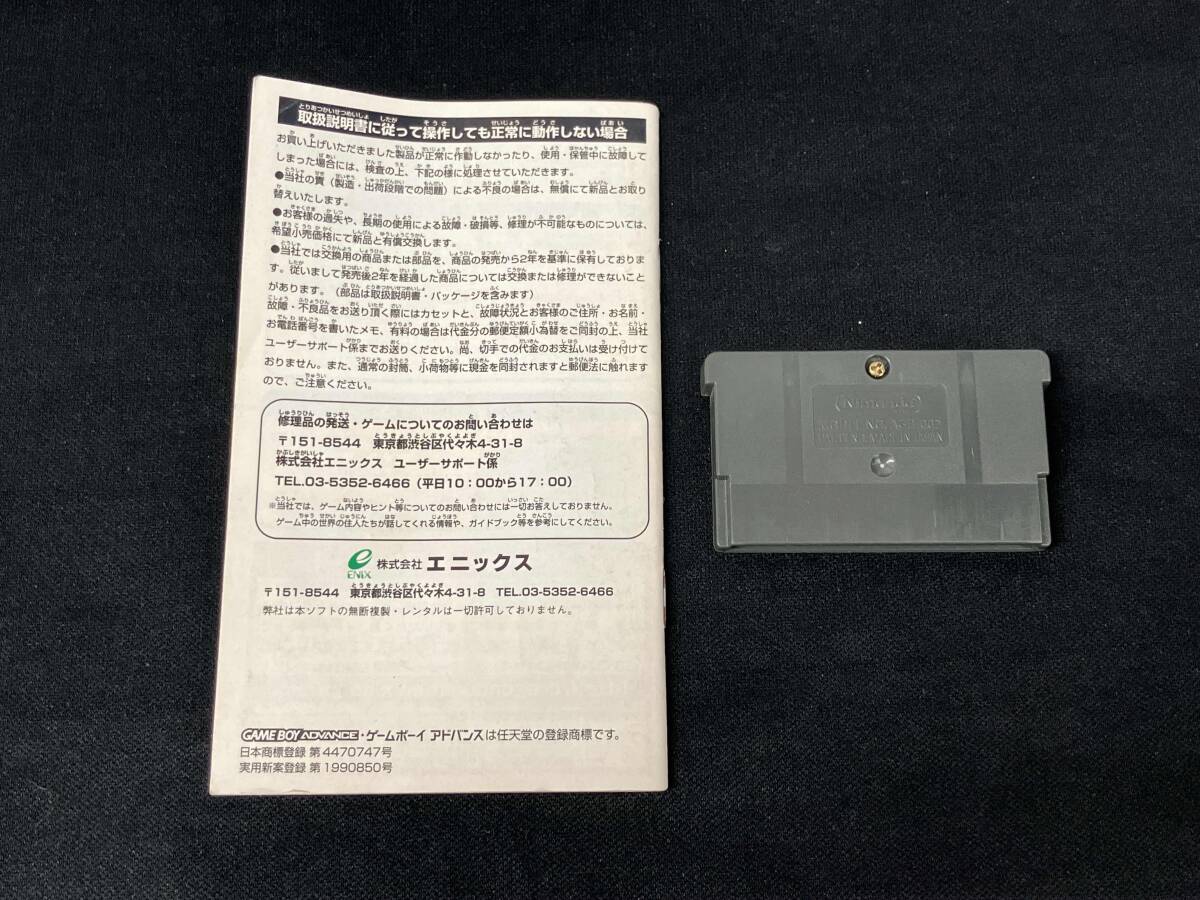 取扱説明書に従って操作しても正常に動作しない場合
お買い上げいただきました製品が正常に作動しなかったり、使用・保管中に故障して
しまった場合には、検査の上、下記の様に処理させていただきます。
●当社の責（製造・出荷段階での問題）による不良の場合は、無償にて新品とお取り
替えいたします。
●お客様の過失や、長期の使用による故障・破損等、修理が不可能なものについては、
希望小売価格にて新品と有償交換します。
●当社では交換用の商品または部品を、商品の発売から2年を基準に保有しておりま
す。従いまして発売後2年を経過した商品については交換または修理ができないこと
があります。（部品は取扱説明書・パッケージを含みます）
故障・不良品をお送り頂く際にはカセットと、故障状況とお客様のご住所・お名前・
お電話番号を書いたメモ、有料の場合は代金分の郵便定額小為替をご同封の上、当社
ユーザーサポート係までお送りください。尚、切手での代金のお支払いは受け付けて
おりません。また、通常の封筒、小荷物等に現金を同封されますと郵便法に触れます
ので、ご注意ください。
修理品の発送・ゲームについてのお問い合わせは
〒151-8544 東京都渋谷区代々木4-31-8
株式会社エニックス ユーザーサポート係
TEL.03-5352-6466（平日10：00から17：00）
※当社では、ゲーム内容やヒント等についてのお問い合わせには一切お答えしておりません。
ゲーム中の世界の住人たちが話してくれる情報や、ガイドブック等を参考にしてください。
ENIX 株式会社 エニックス
〒151-8544 東京都渋谷区代々木4-31-8 TEL.03-5352-6466
弊社は本ソフトの無断複製・レンタルは一切許可しておりません。
GAME BOY ADVANCE・ゲームボーイ アドバンスは任天堂の登録商標です。
日本商標登録 第4470747号
実用新案登録 第1990850号
Nintendo